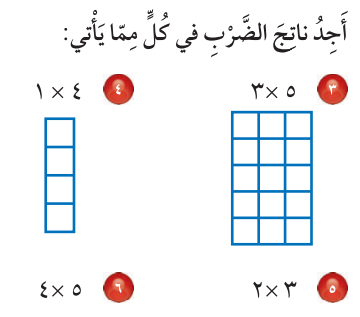 أَجِدُ ناتِجَ الضَّرْبِ في كُلٍّ مِمّا يَأْتي:
٣ ٥ × ٣
٤ ٤ × ١
٥ ٣ × ٢
٦ ٥ × ٤